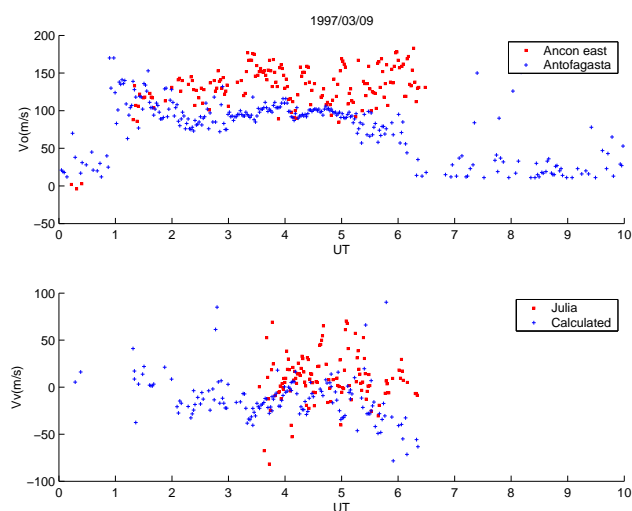 1997/03/09
200
150
100
50
0
−50
Vo(m/s)
Ancon east
Antofagasta
0 1 2 3 4 5 6 7 8 9 10
UT
100
50
0
−50
−100
Vv(m/s)
Julia
Calculated
0 1 2 3 4 5 6 7 8 9 10
UT